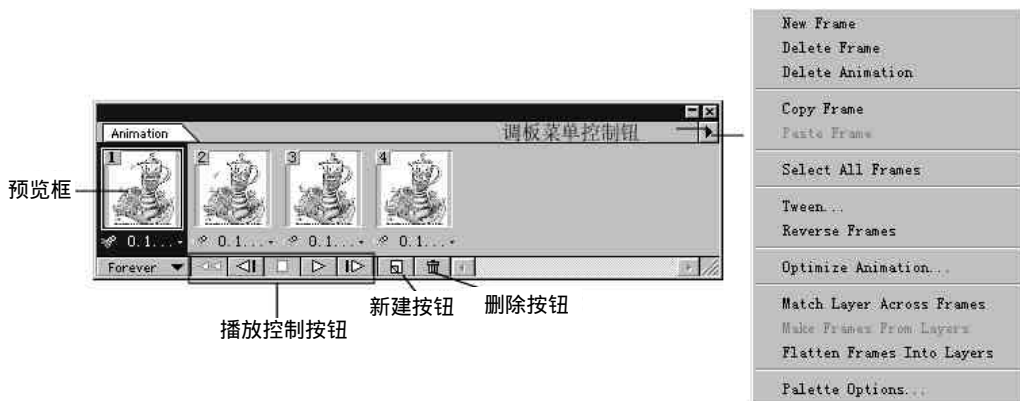 Animation
调板菜单控制钮
1
2
3
4
预览框
0.1...
0.1...
0.1...
0.1...
Forever
播放控制按钮
新建按钮
删除按钮
New Frame
Delete Frame
Delete Animation
Copy Frame
Paste Frame
Select All Frames
Tween...
Reverse Frames
Optimize Animation...
Match Layer Across Frames
Make Frames From Layers
Flatten Frames Into Layers
Palette Options...